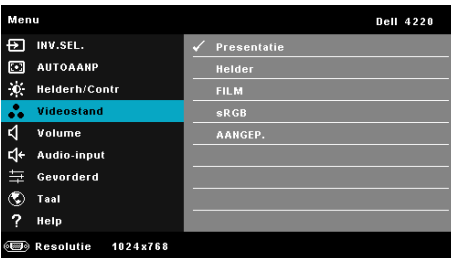 Menu Dell 4220
INV.SEL. ✓ Presentatie
AUTOAANP Helder
Helderh/Contr FILM
Videostand sRGB
Volume AANGEP.
Audio-input
Gevorderd
Taal
? Help
Resolutie 1024x768